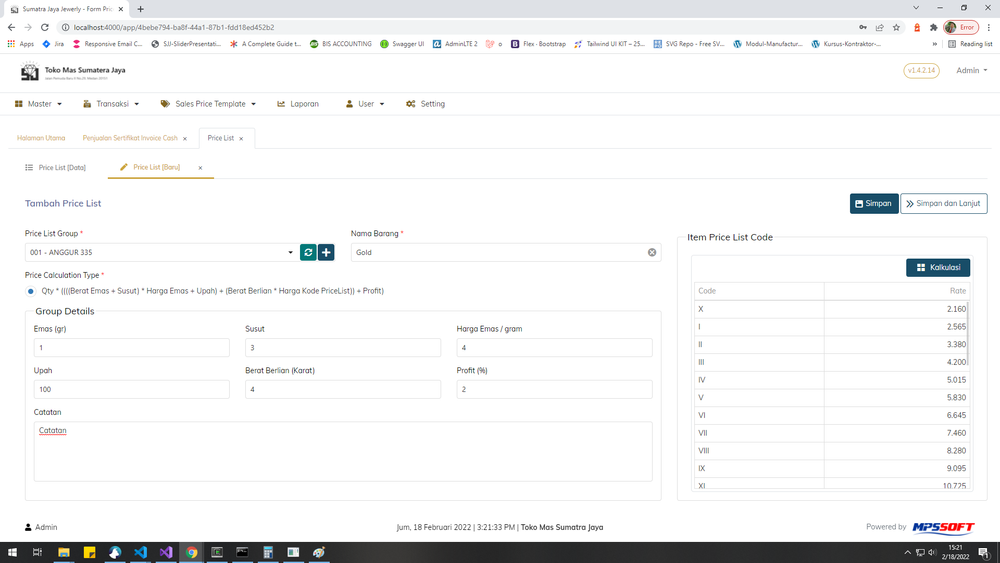 Sumatra Jaya Jewerly - Form Pric
localhost:4000/app/4bebe794-ba8f-44a1-87b1-fdd18ed452b2
Error
Apps Jira Responsive Email C... SJJ-SliderPresentati... A Complete Guide t... BIS ACCOUNTING Swagger UI AdminLTE 2 o Flex - Bootstrap Tailwind UI KIT – 25... SVG Repo - Free SV... Modul-Manufactur... Kursus-Kontraktor-... » Reading list
Toko Mas Sumatera Jaya
v1.4.2.14 Admin
Master Transaksi Sales Price Template Laporan User Setting
Halaman Utama Penjualan Sertifikat Invoice Cash × Price List ×
Price List [Data] Price List [Baru] ×
Tambah Price List
Simpan Simpan dan Lanjut
Price List Group *
Nama Barang *
001 - ANGGUR 335
Gold
Price Calculation Type *
Qty * ((((Berat Emas + Susut) * Harga Emas + Upah) + (Berat Berlian * Harga Kode PriceList)) + Profit)
Group Details
Emas (gr) Susut Harga Emas / gram
1 3 4
Upah Berat Berlian (Karat) Profit (%)
100 4 2
Catatan
Catatan
Item Price List Code
Kalkulasi
Code Rate
X 2.160
I 2.565
II 3.380
III 4.200
IV 5.015
V 5.830
VI 6.645
VII 7.460
VIII 8.280
IX 9.095
XI 10.725
Admin
Jum, 18 Februari 2022 | 3:21:33 PM | Toko Mas Sumatra Jaya
Powered by MPSSOFT
15:21
2/18/2022